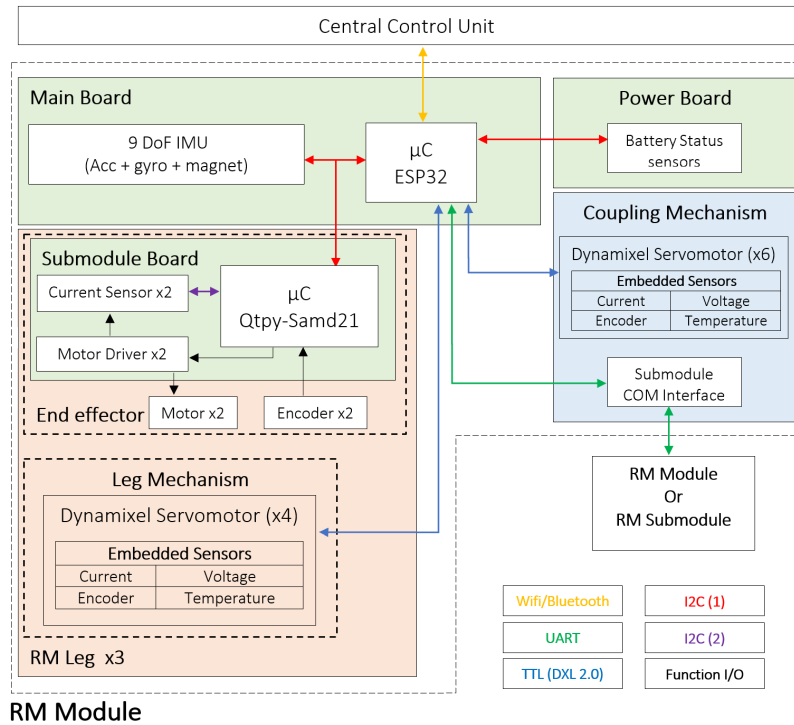 Central Control Unit
Main Board
9 DoF IMU
(Acc + gyro + magnet)
μC
ESP32
Power Board
Battery Status
sensors
Coupling Mechanism
Dynamixel Servomotor (x6)
Embedded Sensors
Current Voltage
Encoder Temperature
Submodule
COM Interface
Submodule Board
Current Sensor x2
μC
Qtpy-Samd21
Motor Driver x2
End effector
Motor x2
Encoder x2
Leg Mechanism
Dynamixel Servomotor (x4)
Embedded Sensors
Current Voltage
Encoder Temperature
RM Leg x3
RM Module
Or
RM Submodule
Wifi/Bluetooth
I2C (1)
UART
I2C (2)
TTL (DXL 2.0)
Function I/O
RM Module